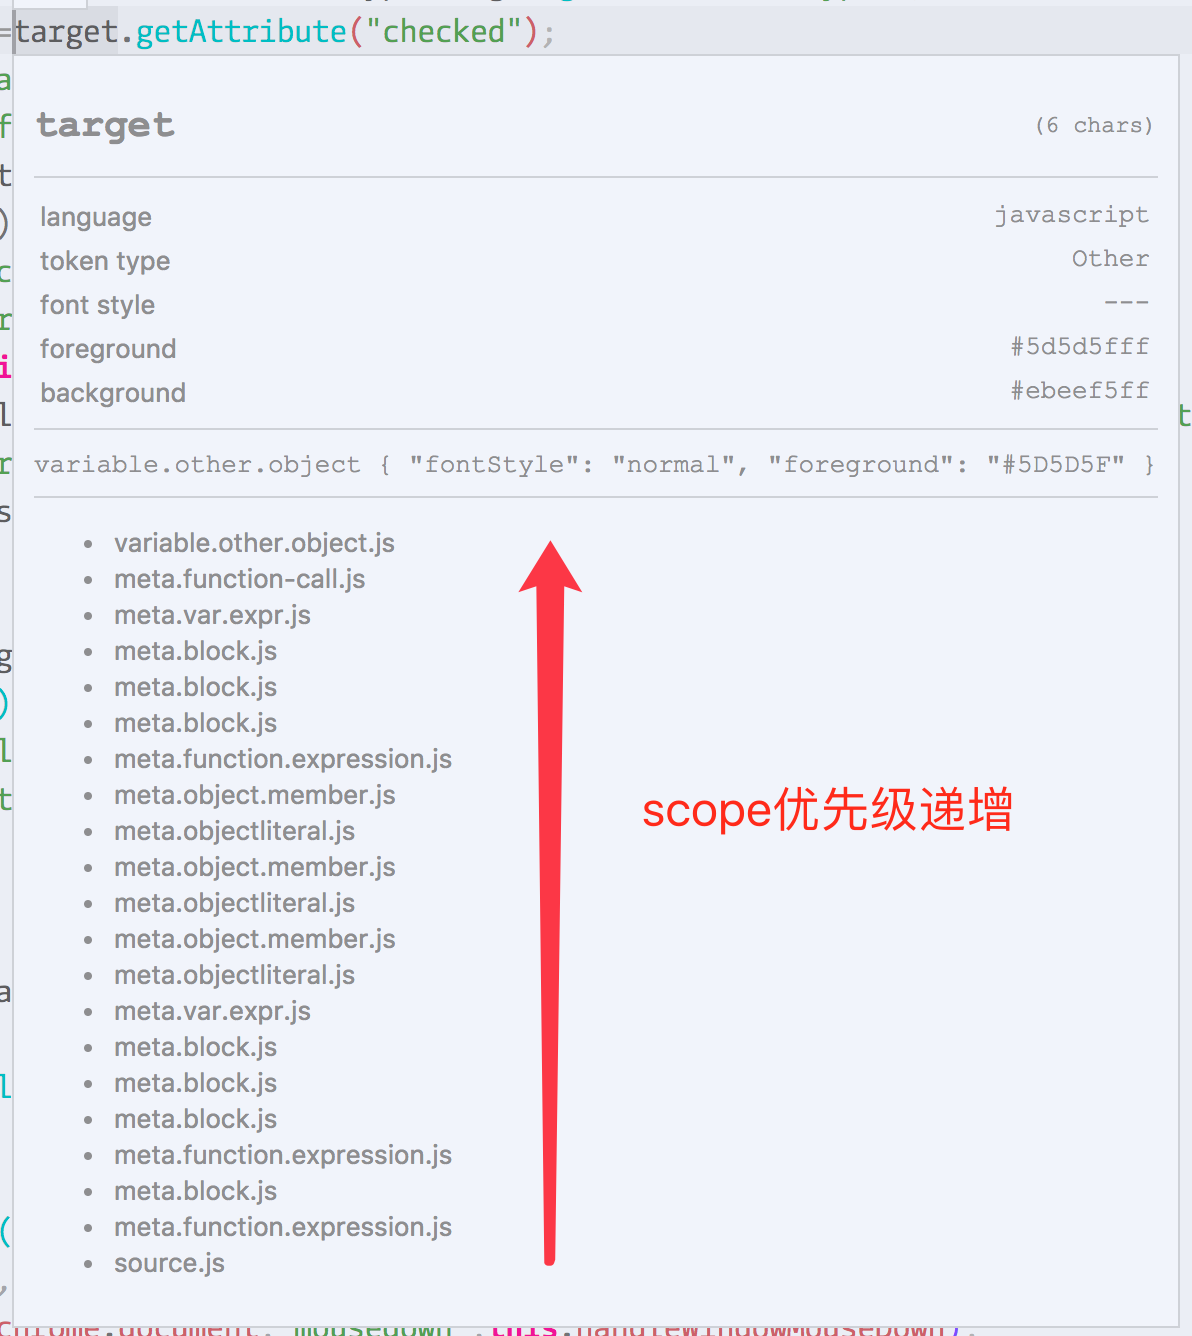 =target.getAttribute("checked");
target
(6 chars)
language javascript
token type Other
font style ---
foreground #5d5d5fff
background #ebeef5ff
variable.other.object { "fontStyle": "normal", "foreground": "#5D5D5F" }
• variable.other.object.js
• meta.function-call.js
• meta.var.expr.js
• meta.block.js
• meta.block.js
• meta.block.js
• meta.function.expression.js
• meta.object.member.js
• meta.objectliteral.js
scope优先级递增
• meta.object.member.js
• meta.objectliteral.js
• meta.object.member.js
• meta.objectliteral.js
• meta.var.expr.js
• meta.block.js
• meta.block.js
• meta.block.js
• meta.function.expression.js
• meta.block.js
• meta.function.expression.js
• source.js
chrome.document, mousedown ,this.handleWindowMouseDown);